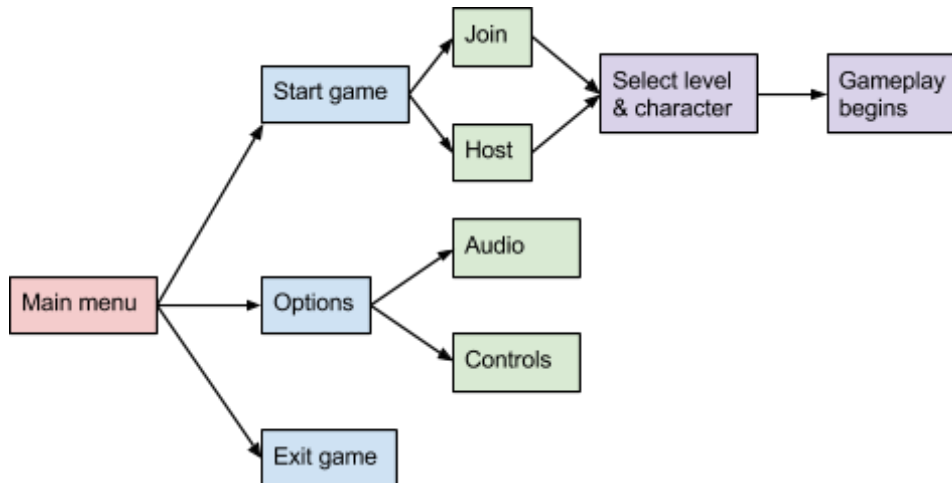 Join
Start game
Select level
& character
Gameplay
begins
Host
Audio
Main menu
Options
Controls
Exit game